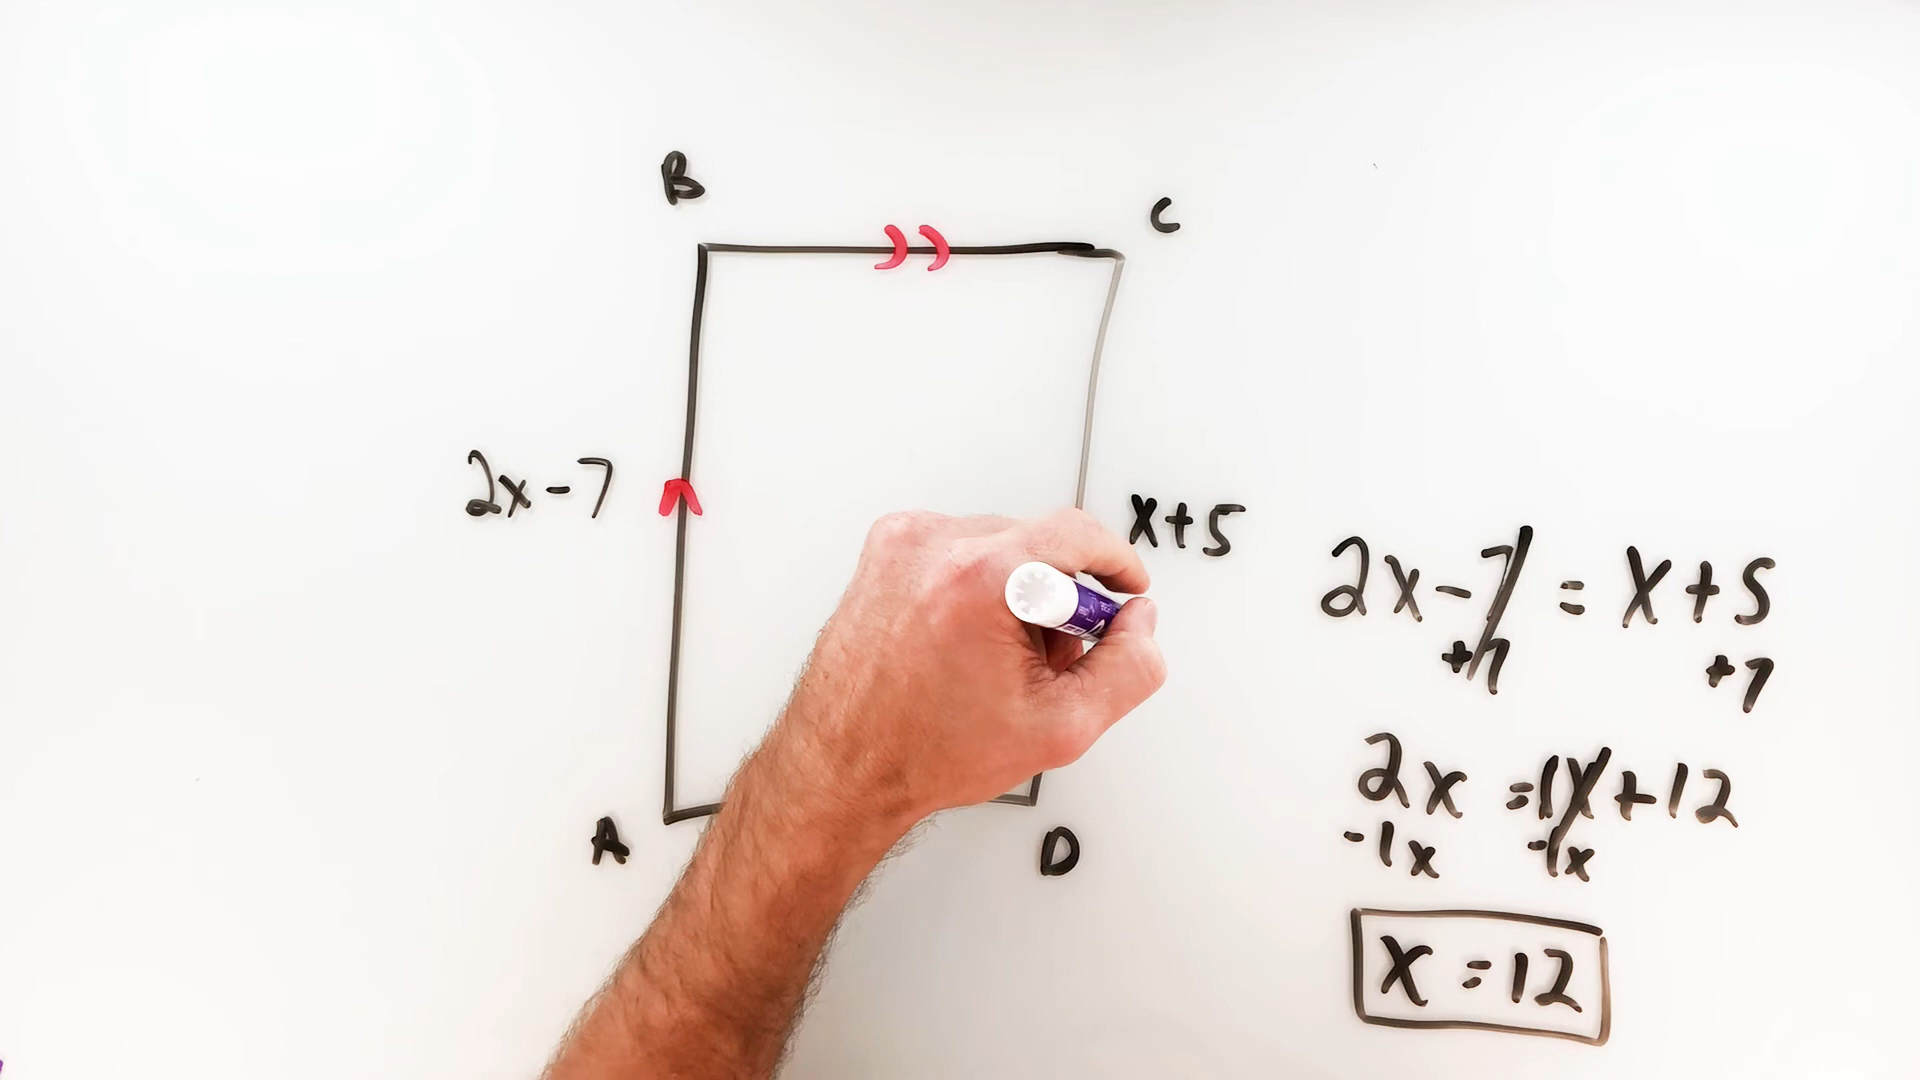 B
C
2x-7
x+5
A
D
2x-7 = x+5
+7 +7
2x =1x+12
-1x -1x
x=12